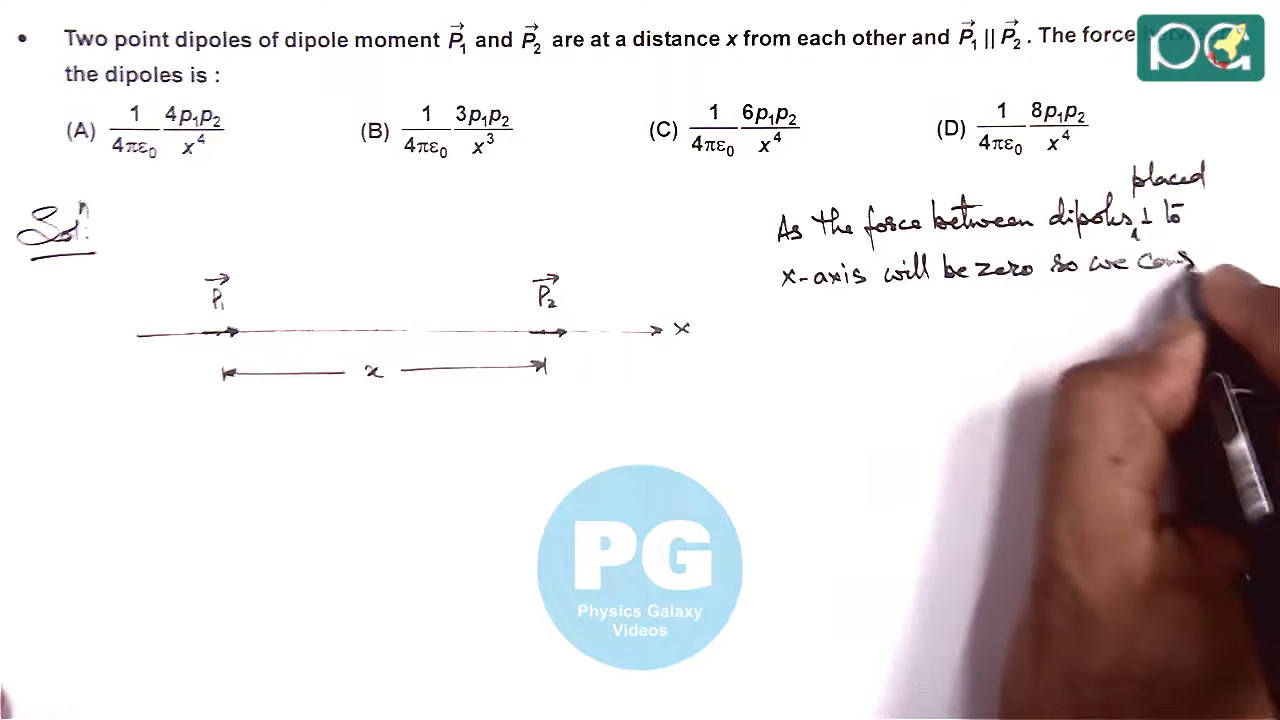 • Two point dipoles of dipole moment P⃗₁ and P⃗₂ are at a distance x from each other and P⃗₁ || P⃗₂. The force
the dipoles is :
(A) 1/4πε₀ 4p₁p₂/x⁴ (B) 1/4πε₀ 3p₁p₂/x³ (C) 1/4πε₀ 6p₁p₂/x⁴ (D) 1/4πε₀ 8p₁p₂/x⁴
PG
Solⁿ:
placed
As the force between dipoles ⊥ to
x-axis will be zero so we
P⃗₁ P⃗₂
x
x
PG
Physics Galaxy
Videos